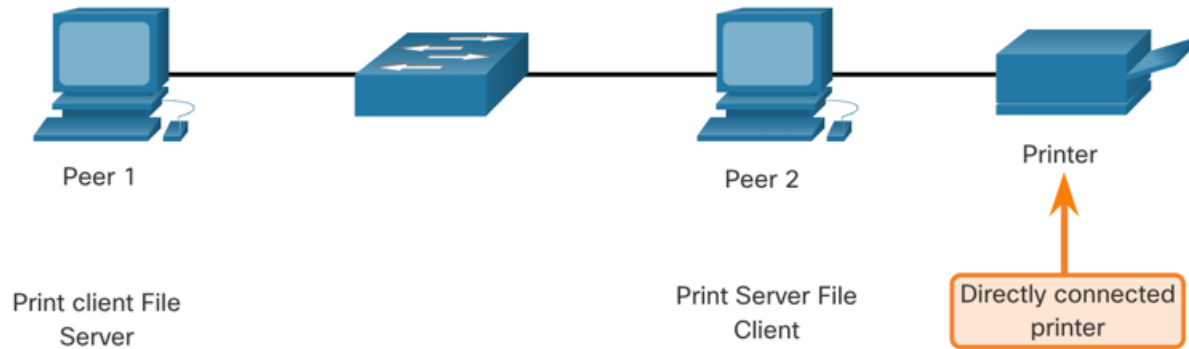 Peer 1
Peer 2
Printer
Print client File
Server
Print Server File
Client
Directly connected
printer